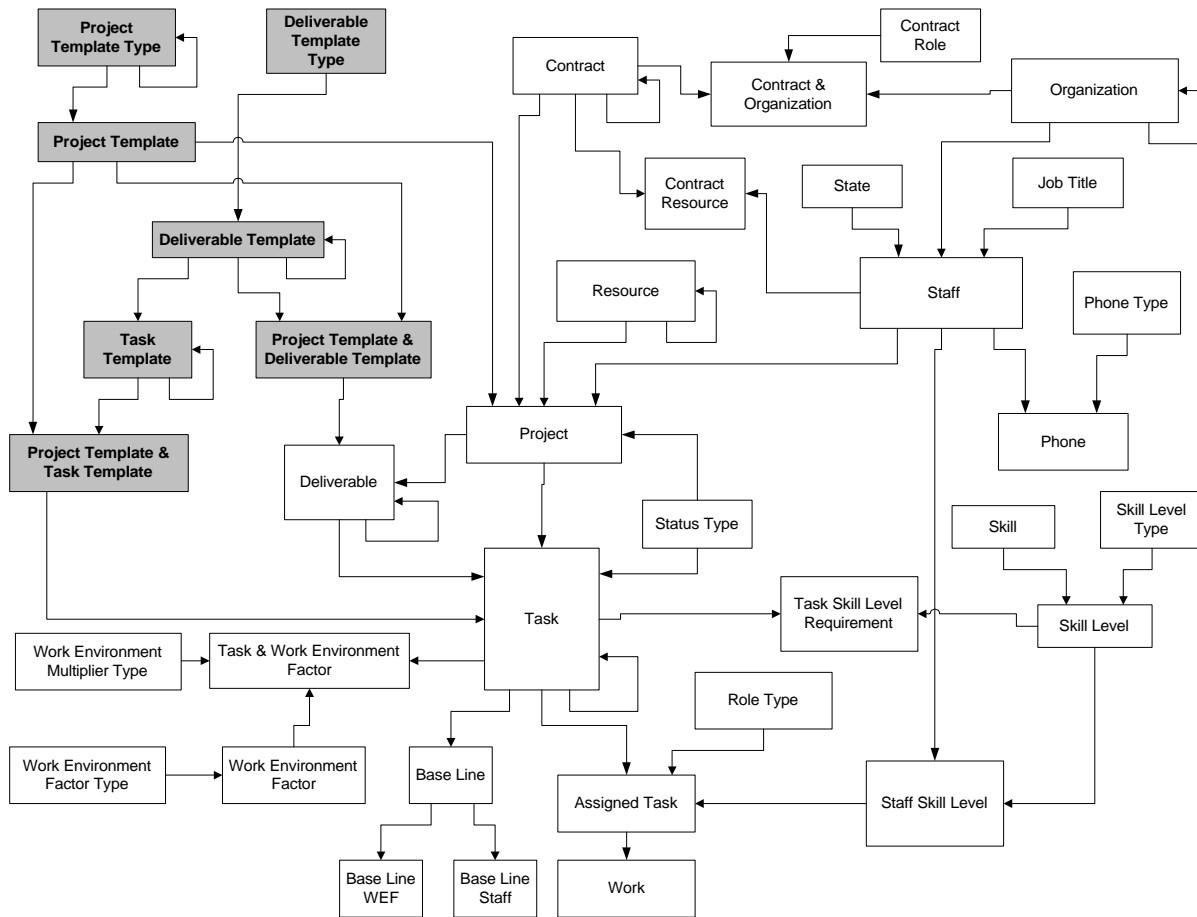 Project
Template Type
Deliverable
Template
Type
Contract
Contract
Role
Contract &
Organization
Organization
Project Template
Contract
Resource
State
Job Title
Deliverable Template
Resource
Staff
Phone Type
Task
Template
Project Template &
Deliverable Template
Project
Phone
Project Template &
Task Template
Deliverable
Status Type
Skill
Skill Level
Type
Task
Task Skill Level
Requirement
Skill Level
Work Environment
Multiplier Type
Task & Work Environment
Factor
Role Type
Work Environment
Factor Type
Work Environment
Factor
Base Line
Assigned Task
Staff Skill Level
Base Line
WEF
Base Line
Staff
Work